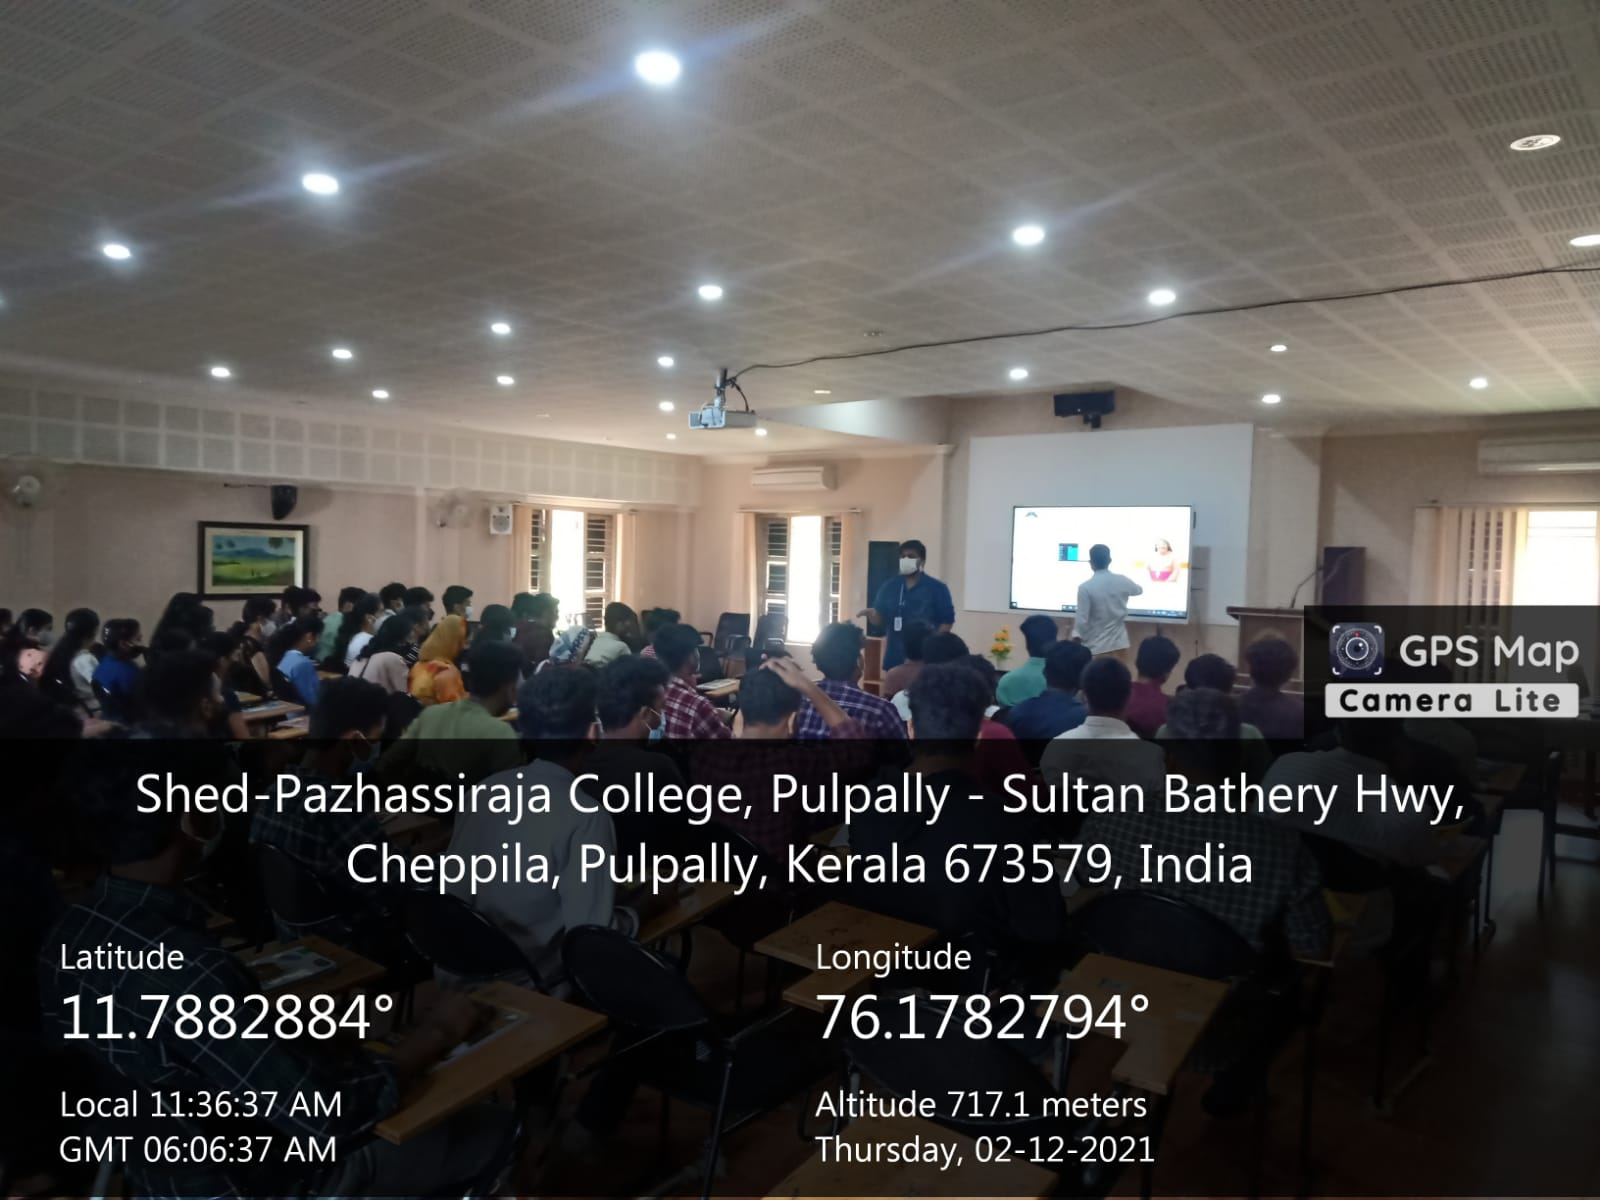 GPS Map
Camera Lite
Shed-Pazhassiraja College, Pulpally - Sultan Bathery Hwy,
Cheppila, Pulpally, Kerala 673579, India
Latitude
11.7882884°
Longitude
76.1782794°
Local 11:36:37 AM
GMT 06:06:37 AM
Altitude 717.1 meters
Thursday, 02-12-2021